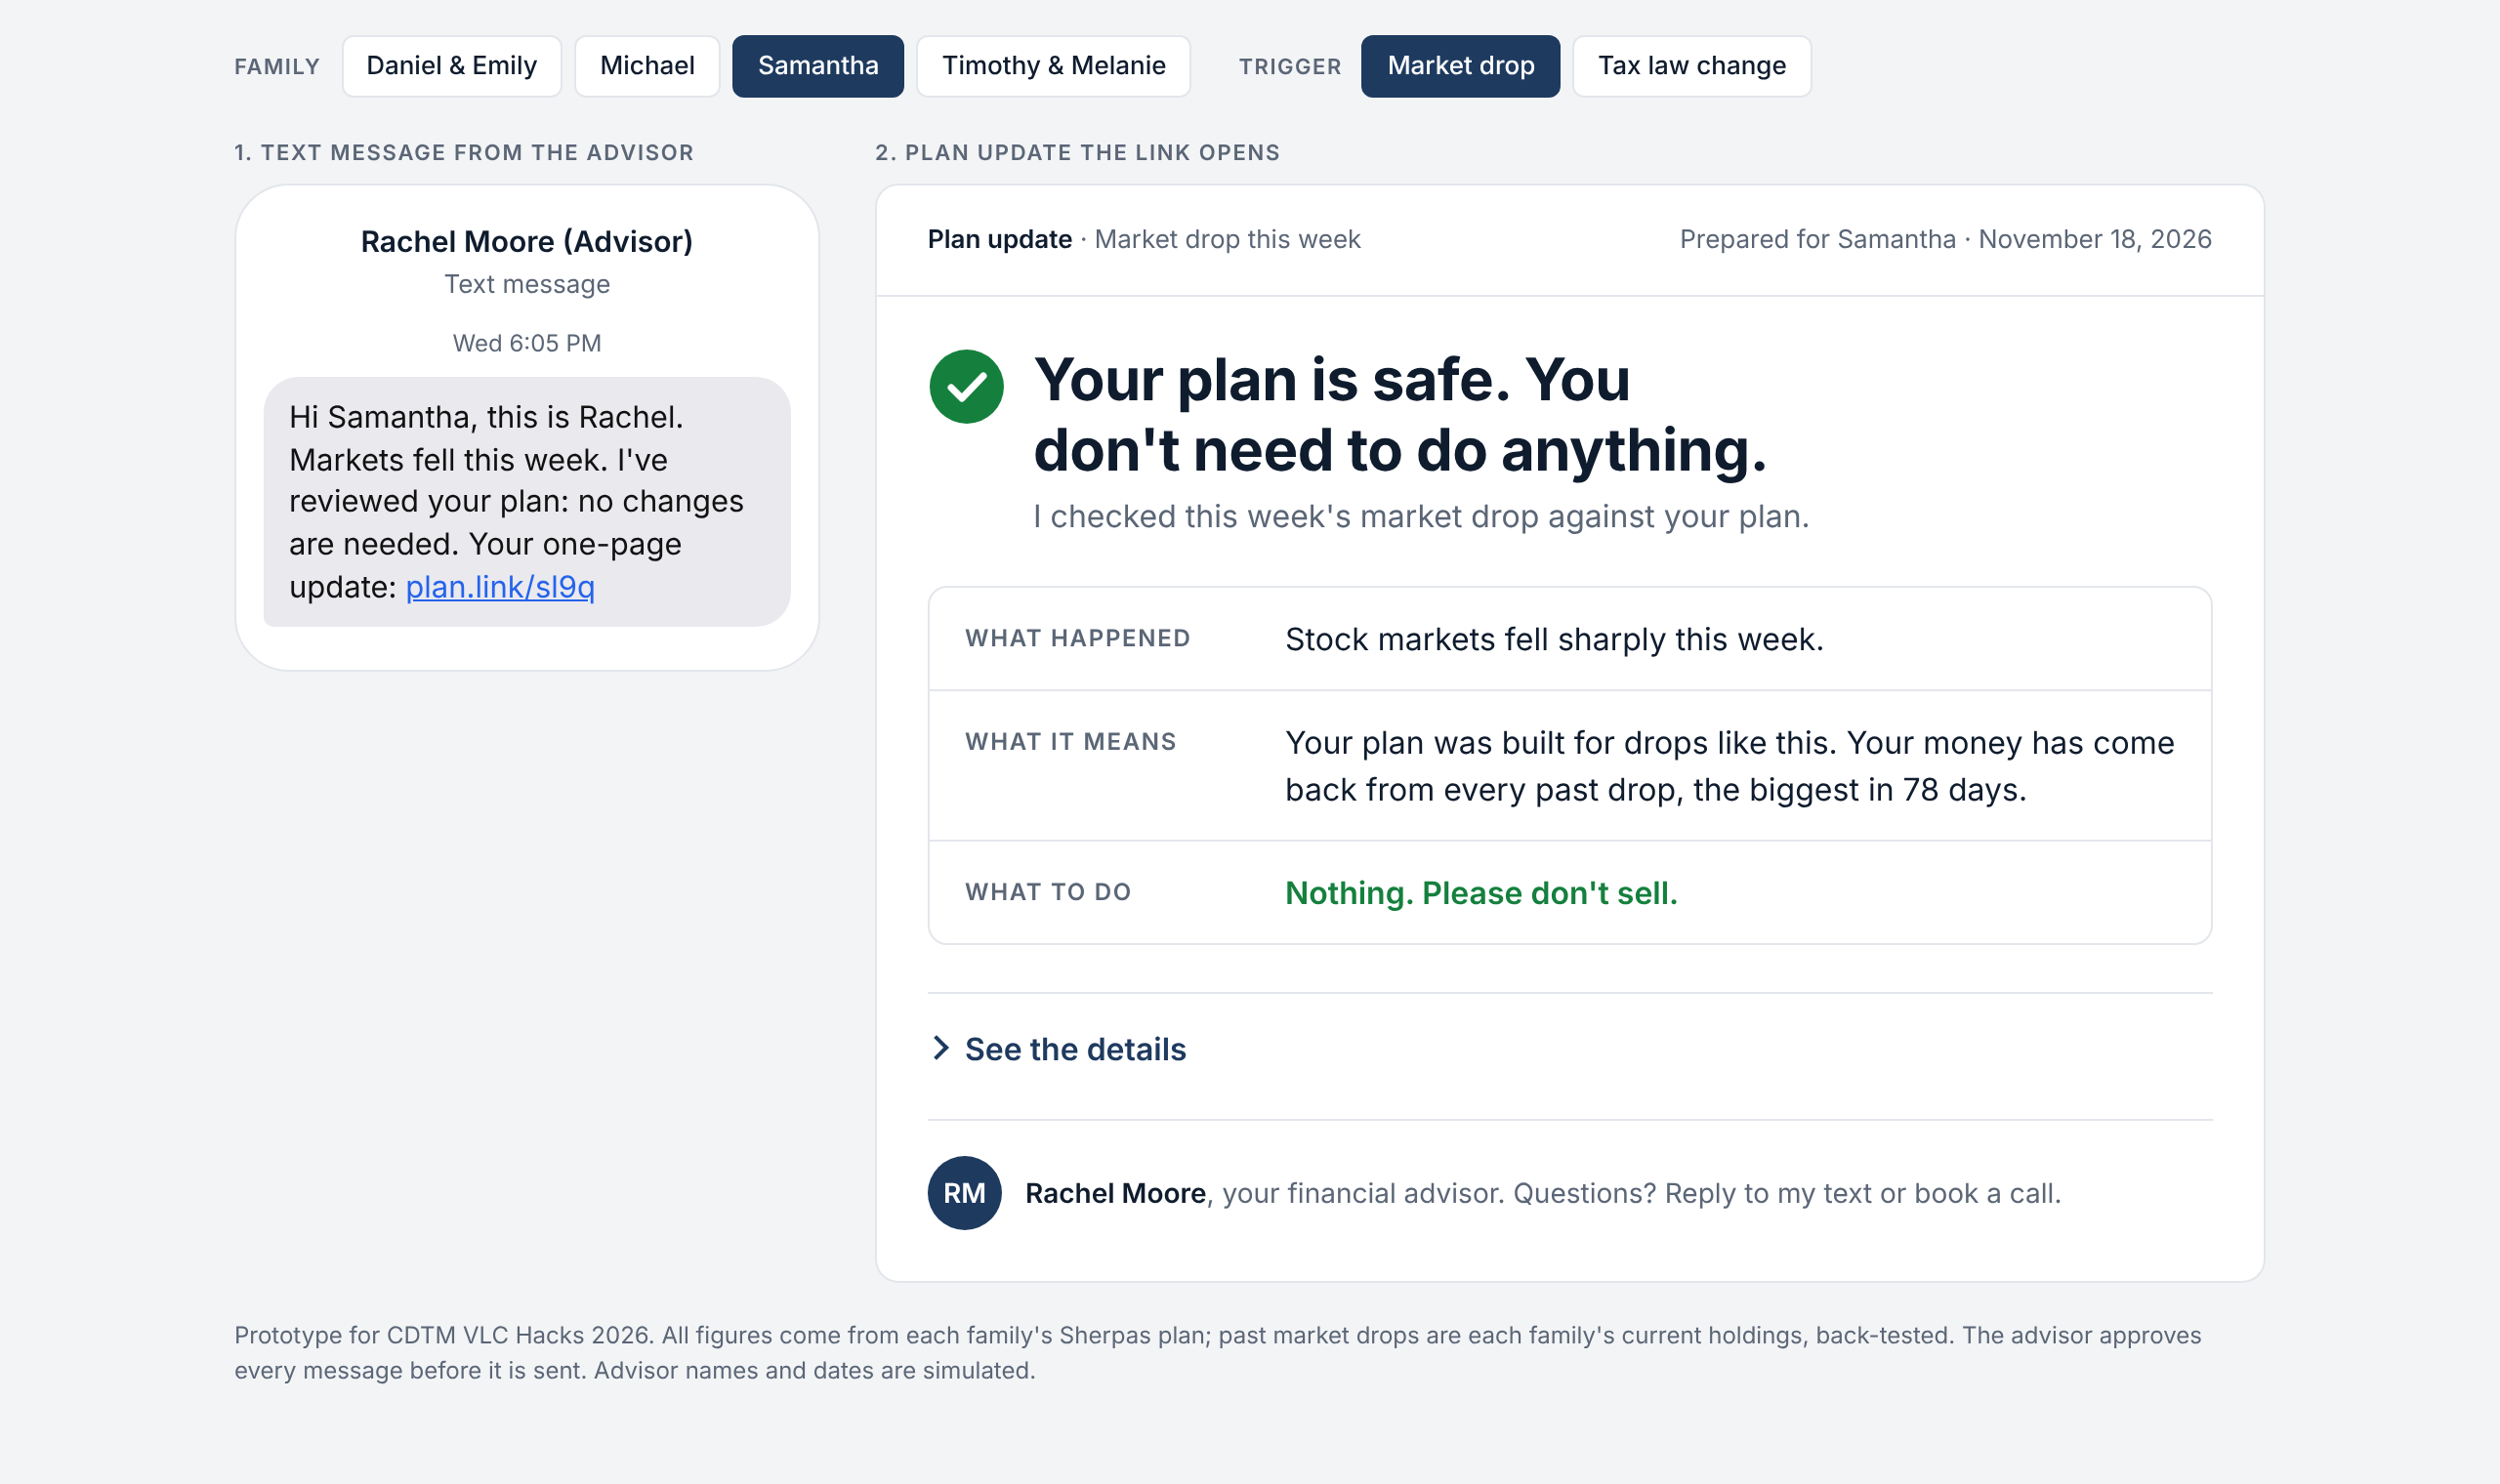 FAMILY Daniel & Emily Michael Samantha Timothy & Melanie TRIGGER Market drop Tax law change
1. TEXT MESSAGE FROM THE ADVISOR
Rachel Moore (Advisor)
Text message
Wed 6:05 PM
Hi Samantha, this is Rachel.
Markets fell this week. I've
reviewed your plan: no changes
are needed. Your one-page
update: plan.link/sl9q
2. PLAN UPDATE THE LINK OPENS
Plan update · Market drop this week Prepared for Samantha · November 18, 2026
Your plan is safe. You
don't need to do anything.
I checked this week's market drop against your plan.
WHAT HAPPENED Stock markets fell sharply this week.
WHAT IT MEANS Your plan was built for drops like this. Your money has come
back from every past drop, the biggest in 78 days.
WHAT TO DO Nothing. Please don't sell.
See the details
RM Rachel Moore, your financial advisor. Questions? Reply to my text or book a call.
Prototype for CDTM VLC Hacks 2026. All figures come from each family's Sherpas plan; past market drops are each family's current holdings, back-tested. The advisor approves
every message before it is sent. Advisor names and dates are simulated.